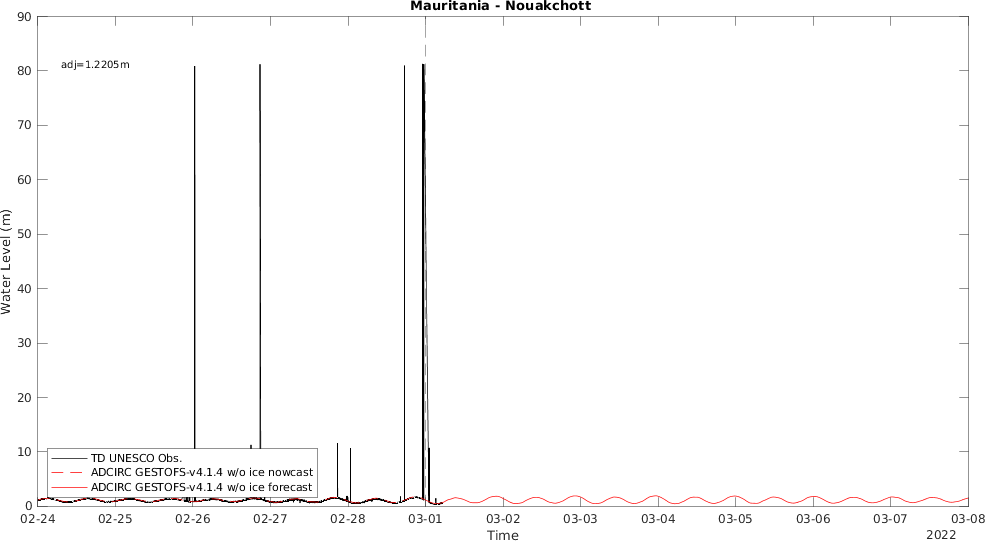 Mauritania - Nouakchott
90
80
70
60
50
40
30
20
10
0
Water Level (m)
adj=1.2205m
TD UNESCO Obs.
ADCIRC GESTOFS-v4.1.4 w/o ice nowcast
ADCIRC GESTOFS-v4.1.4 w/o ice forecast
02-24 02-25 02-26 02-27 02-28 03-01 03-02 03-03 03-04 03-05 03-06 03-07 03-08
Time
2022